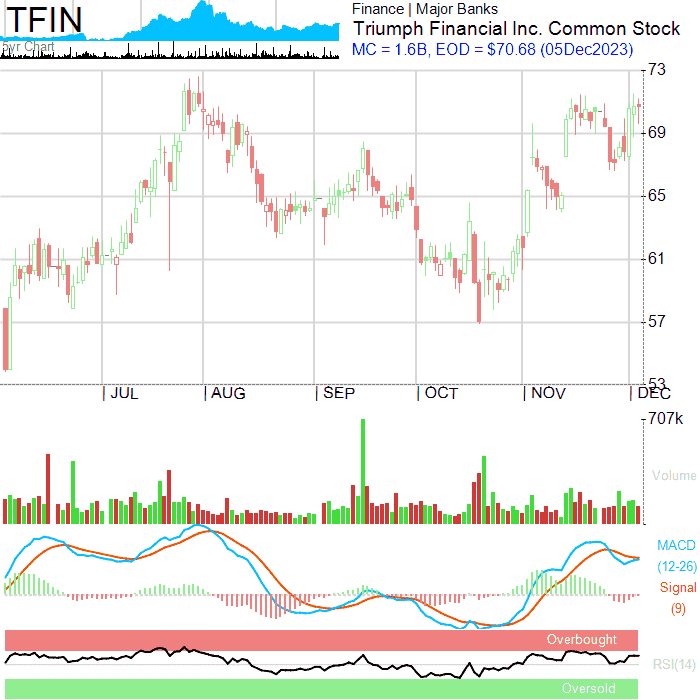 TFIN
5yr Chart
Finance | Major Banks
Triumph Financial Inc. Common Stock
MC = 1.6B, EOD = $70.68 (05Dec2023)
73
69
65
61
57
53
| JUL | AUG | SEP | OCT | NOV | DEC
707k
Volume
MACD
(12-26)
Signal
(9)
Overbought
RSI(14)
Oversold